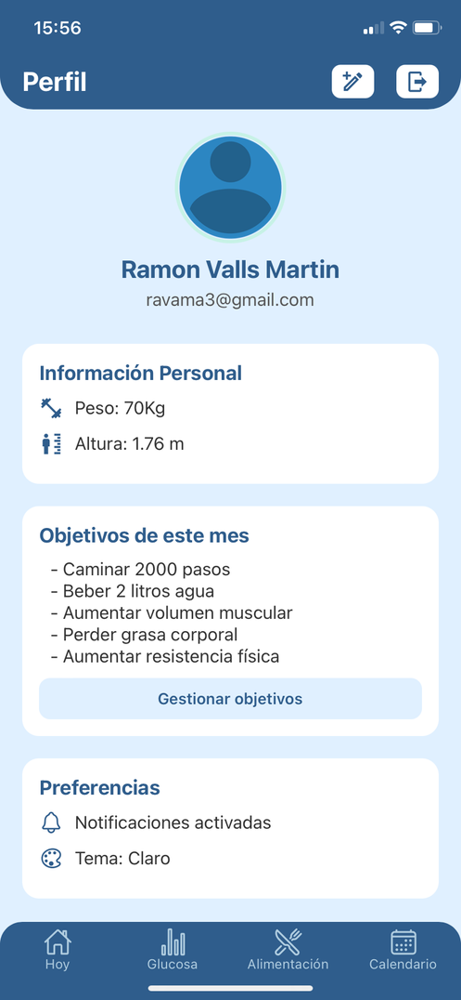 15:56
Perfil
Ramon Valls Martin
ravama3@gmail.com
Información Personal
Peso: 70Kg
Altura: 1.76 m
Objetivos de este mes
- Caminar 2000 pasos
- Beber 2 litros agua
- Aumentar volumen muscular
- Perder grasa corporal
- Aumentar resistencia física
Gestionar objetivos
Preferencias
Notificaciones activadas
Tema: Claro
Hoy
Glucosa
Alimentación
Calendario